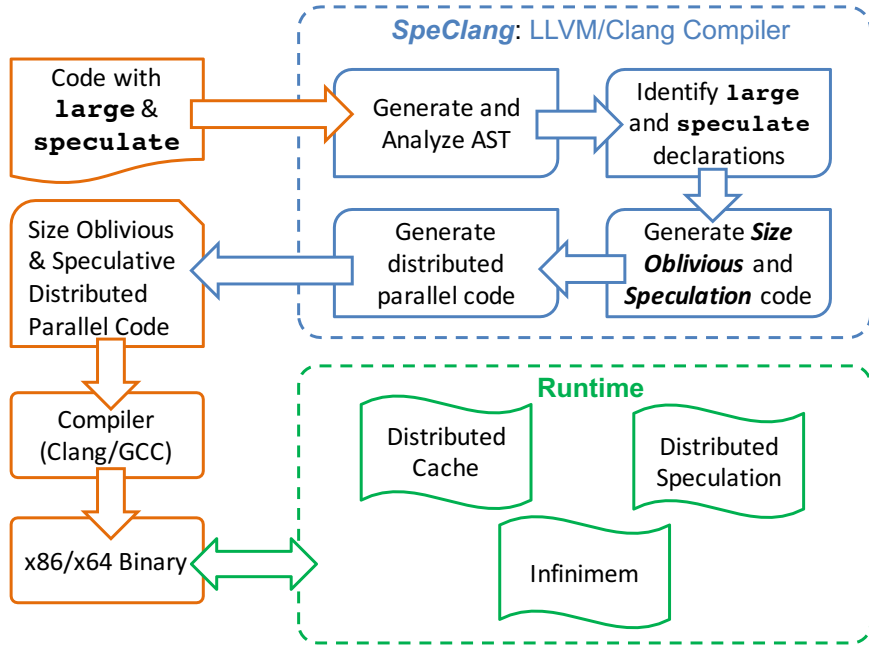 SpeClang: LLVM/Clang Compiler
Code with
large &
speculate
Generate and
Analyze AST
Identify large
and speculate
declarations
Size Oblivious
& Speculative
Distributed
Parallel Code
Generate
distributed
parallel code
Generate Size
Oblivious and
Speculation code
Compiler
(Clang/GCC)
x86/x64 Binary
Runtime
Distributed
Cache
Distributed
Speculation
Infinimem